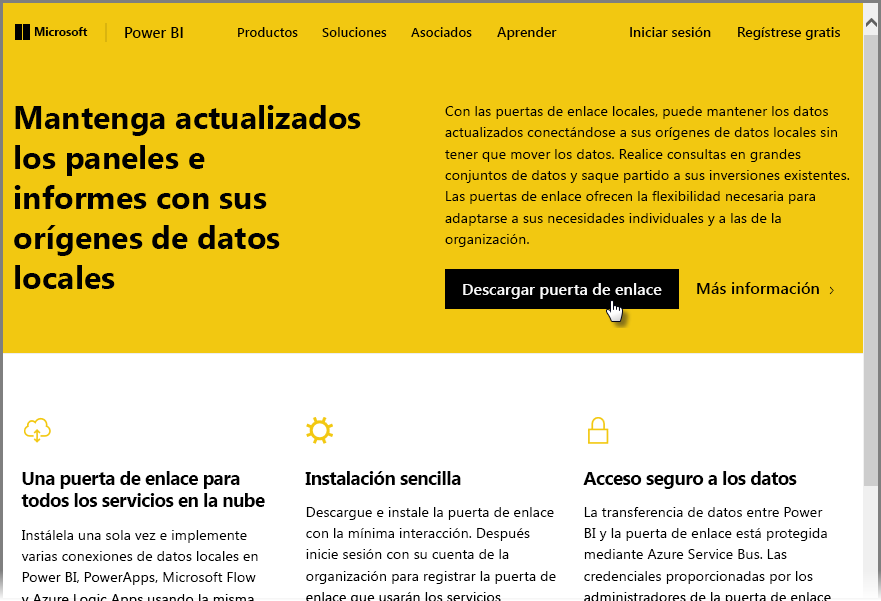 Microsoft
Power BI
Productos
Soluciones
Asociados
Aprender
Iniciar sesión
Regístrese gratis
Mantenga actualizados
los paneles e
informes con sus
orígenes de datos
locales
Con las puertas de enlace locales, puede mantener los datos
actualizados conectándose a sus orígenes de datos locales sin
tener que mover los datos. Realice consultas en grandes
conjuntos de datos y saque partido a sus inversiones existentes.
Las puertas de enlace ofrecen la flexibilidad necesaria para
adaptarse a sus necesidades individuales y a las de la
organización.
Descargar puerta de enlace
Más información
Una puerta de enlace para
todos los servicios en la nube
Instálela una sola vez e implemente
varias conexiones de datos locales en
Power BI, PowerApps, Microsoft Flow
y Azure Logic Apps usando la misma
Instalación sencilla
Descargue e instale la puerta de enlace
con la mínima interacción. Después
inicie sesión con su cuenta de la
organización para registrar la puerta de
enlace que usarán los servicios
Acceso seguro a los datos
La transferencia de datos entre Power
BI y la puerta de enlace está protegida
mediante Azure Service Bus. Las
credenciales proporcionadas por los
administradores de la puerta de enlace